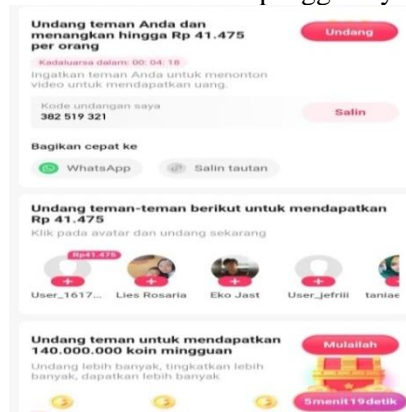 Undang teman Anda dan
menangkan hingga Rp 41.475
per orang
Undang
Kadaluarsa dalam: 00: 04: 18
Ingatkan teman Anda untuk menonton
video untuk mendapatkan uang.
Kode undangan saya
382 519 321
Salin
Bagikan cepat ke
WhatsApp
Salin tautan
Undang teman-teman berikut untuk mendapatkan
Rp 41.475
Klik pada avatar dan undang sekarang
Rp41.475
User_1617...
Lies Rosaria
Eko Jast
User_jefriii
taniae
Undang teman untuk mendapatkan
140.000.000 koin mingguan
Mulailah
Undang lebih banyak, tingkatkan lebih
banyak, dapatkan lebih banyak
5menit19detik